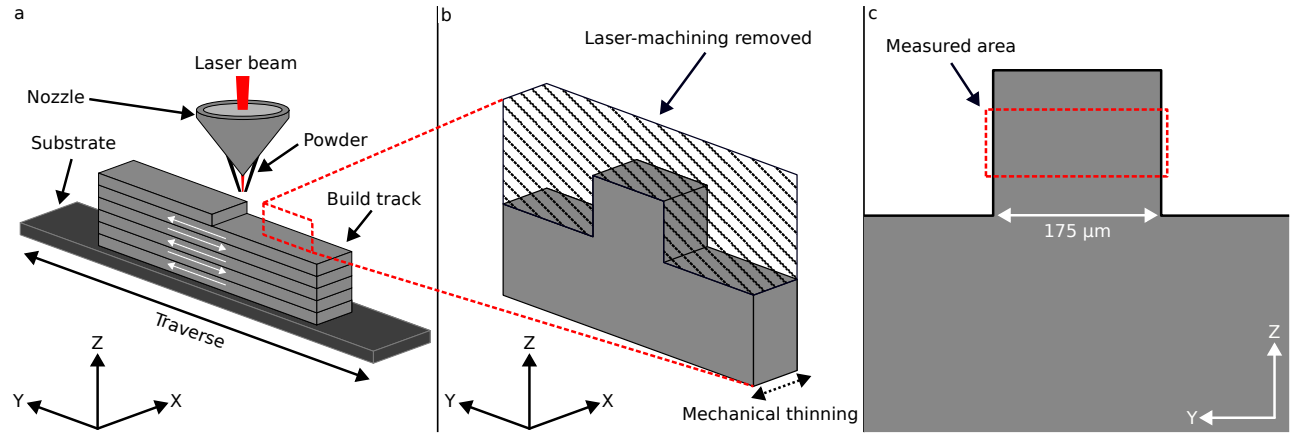 a
Laser beam
Nozzle
Powder
Substrate
Build track
Traverse
Z
Y
X
b
Laser-machining removed
Z
Y
X
Mechanical thinning
c
Measured area
175 μm
Z
Y